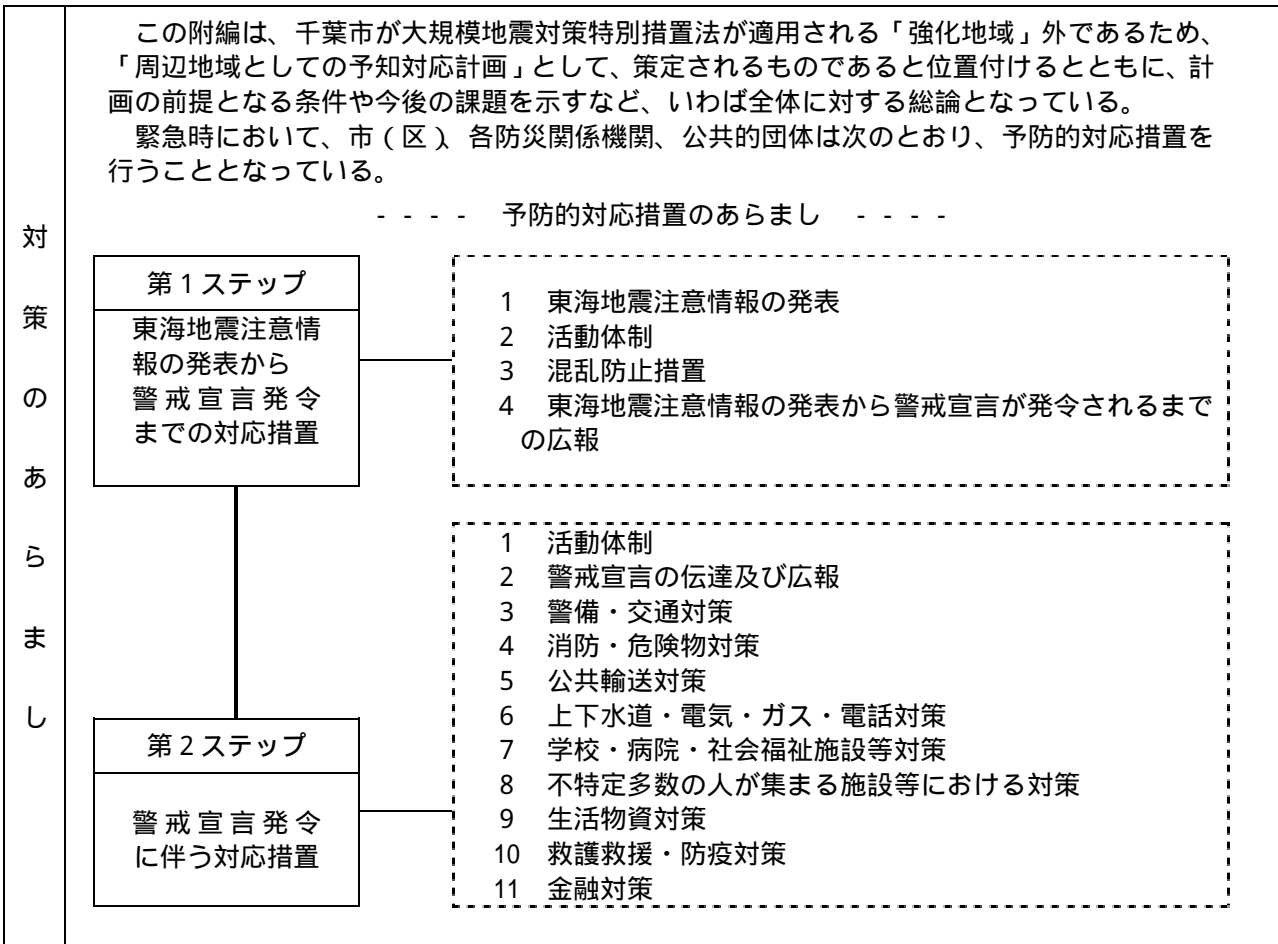 対策のあらまし
この附編は、千葉市が大規模地震対策特別措置法が適用される「強化地域」外であるため、
「周辺地域としての予知対応計画」として、策定されるものであると位置付けるとともに、計
画の前提となる条件や今後の課題を示すなど、いわば全体に対する総論となっている。
緊急時において、市(区)、各防災関係機関、公共的団体は次のとおり、予防的対応措置を
行うこととなっている。
- - - - 予防的対応措置のあらまし - - - -
第1ステップ
東海地震注意情
報の発表から
警戒宣言発令
までの対応措置
1 東海地震注意情報の発表
2 活動体制
3 混乱防止措置
4 東海地震注意情報の発表から警戒宣言が発令されるまで
の広報
第2ステップ
警戒宣言発令
に伴う対応措置
1 活動体制
2 警戒宣言の伝達及び広報
3 警備・交通対策
4 消防・危険物対策
5 公共輸送対策
6 上下水道・電気・ガス・電話対策
7 学校・病院・社会福祉施設等対策
8 不特定多数の人が集まる施設等における対策
9 生活物資対策
10 救護救援・防疫対策
11 金融対策